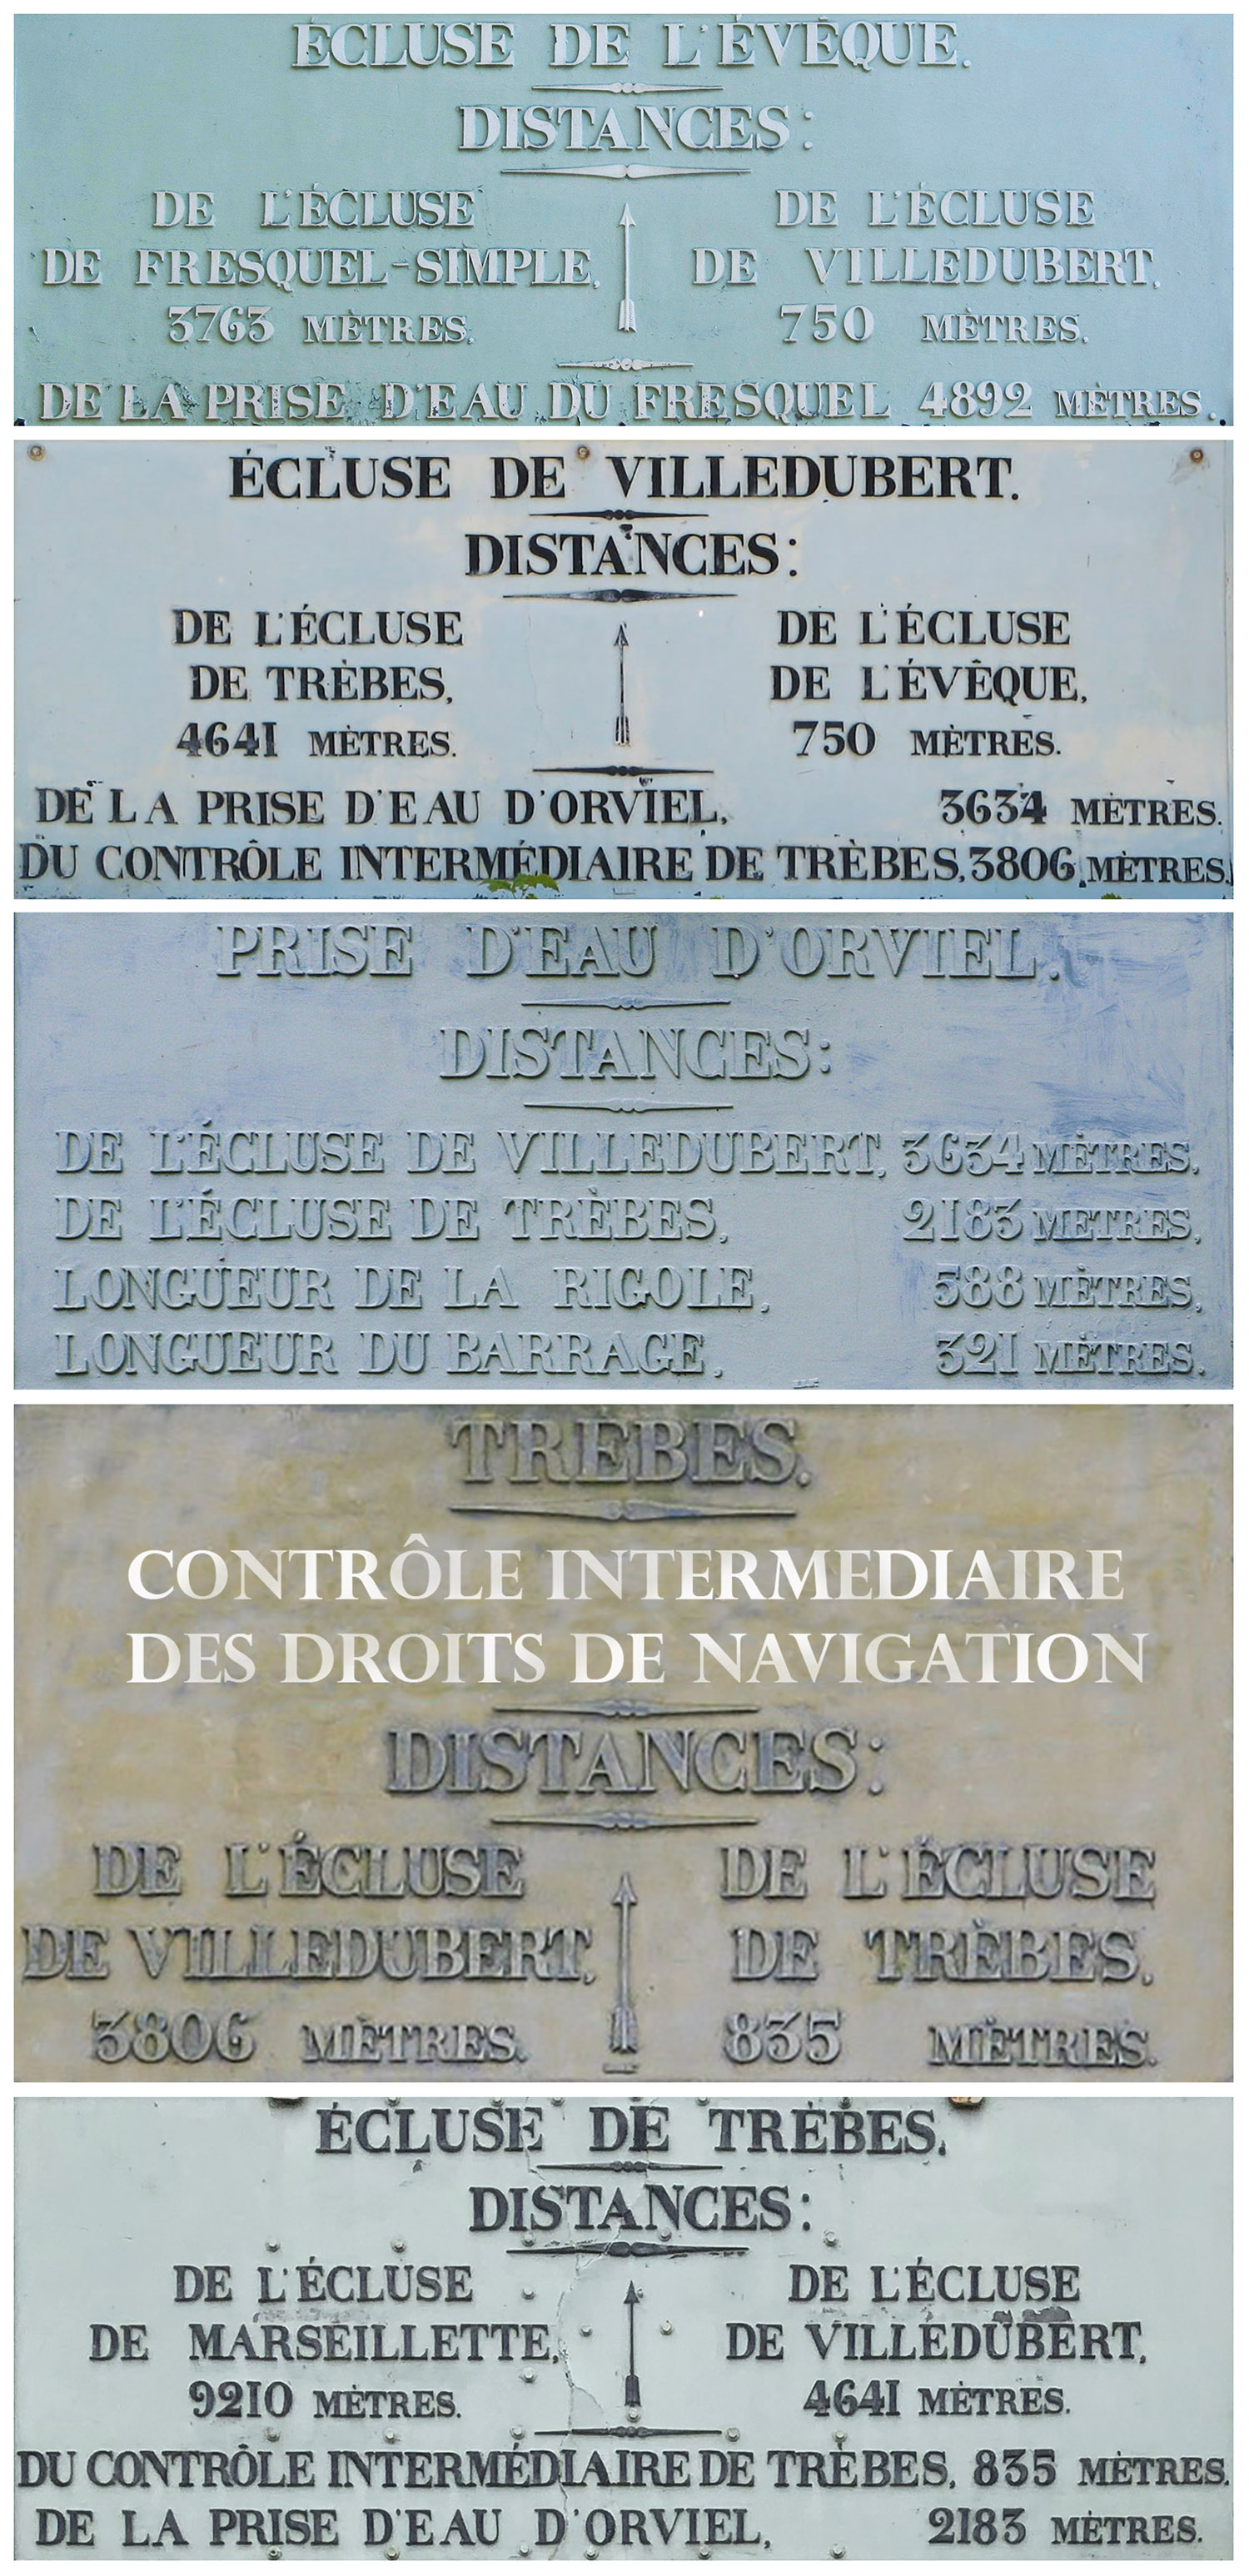 ÉCLUSE DE L'ÉVÊQUE.
DISTANCES:
DE L'ÉCLUSE
DE FRESQUEL-SIMPLE,
3763 MÈTRES.
DE L'ÉCLUSE
DE VILLEDUBERT,
750 MÈTRES.
DE LA PRISE D'EAU DU FRESQUEL 4892 MÈTRES.
ÉCLUSE DE VILLEDUBERT.
DISTANCES:
DE L'ÉCLUSE
DE TRÈBES,
4641 MÈTRES.
DE L'ÉCLUSE
DE L'ÉVÊQUE,
750 MÈTRES.
DE LA PRISE D'EAU D'ORVIEL, 3634 MÈTRES.
DU CONTRÔLE INTERMÉDIAIRE DE TRÈBES, 3806 MÈTRES.
PRISE D'EAU D'ORVIEL.
DISTANCES:
DE L'ÉCLUSE DE VILLEDUBERT, 3634 MÈTRES,
DE L'ÉCLUSE DE TRÈBES, 2183 MÈTRES,
LONGUEUR DE LA RIGOLE, 588 MÈTRES,
LONGUEUR DU BARRAGE, 321 MÈTRES.
TRÈBES.
CONTRÔLE INTERMEDIAIRE
DES DROITS DE NAVIGATION
DISTANCES:
DE L'ÉCLUSE
DE VILLEDUBERT,
3806 MÈTRES.
DE L'ÉCLUSE
DE TRÈBES,
835 MÈTRES.
ÉCLUSE DE TRÈBES.
DISTANCES:
DE L'ÉCLUSE
DE MARSEILLETTE,
9210 MÈTRES.
DE L'ÉCLUSE
DE VILLEDUBERT,
4641 MÈTRES.
DU CONTRÔLE INTERMÉDIAIRE DE TRÈBES, 835 MÈTRES.
DE LA PRISE D'EAU D'ORVIEL, 2183 MÈTRES.